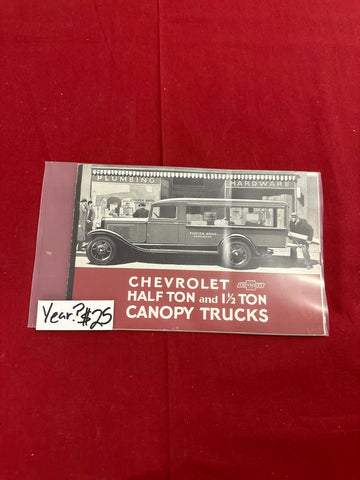 PLUMBING
HARDWARE
CHEVROLET
HALF TON and 1½ TON
CANOPY TRUCKS
Year? $25